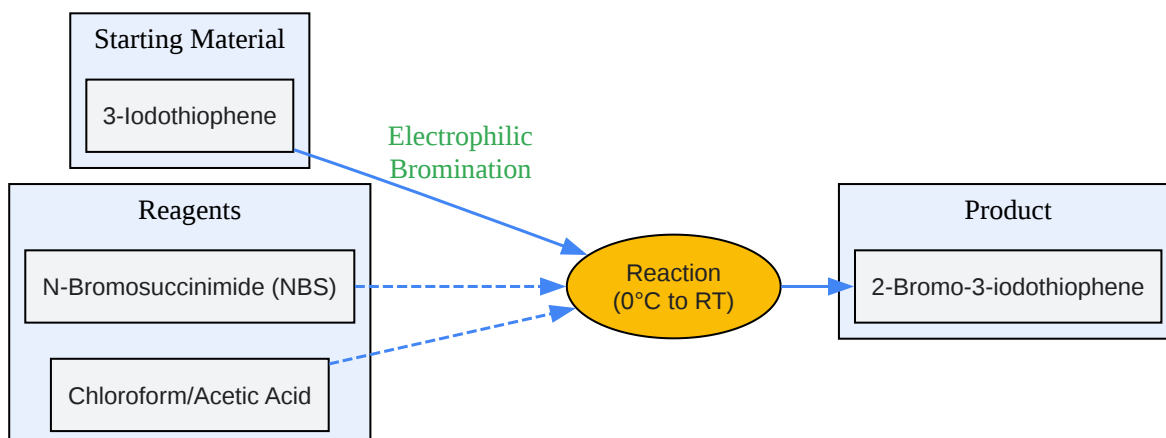 Starting Material
3-Iodothiophene
Electrophilic
Bromination
Reagents
N-Bromosuccinimide (NBS)
Chloroform/Acetic Acid
Reaction
(0°C to RT)
Product
2-Bromo-3-iodothiophene